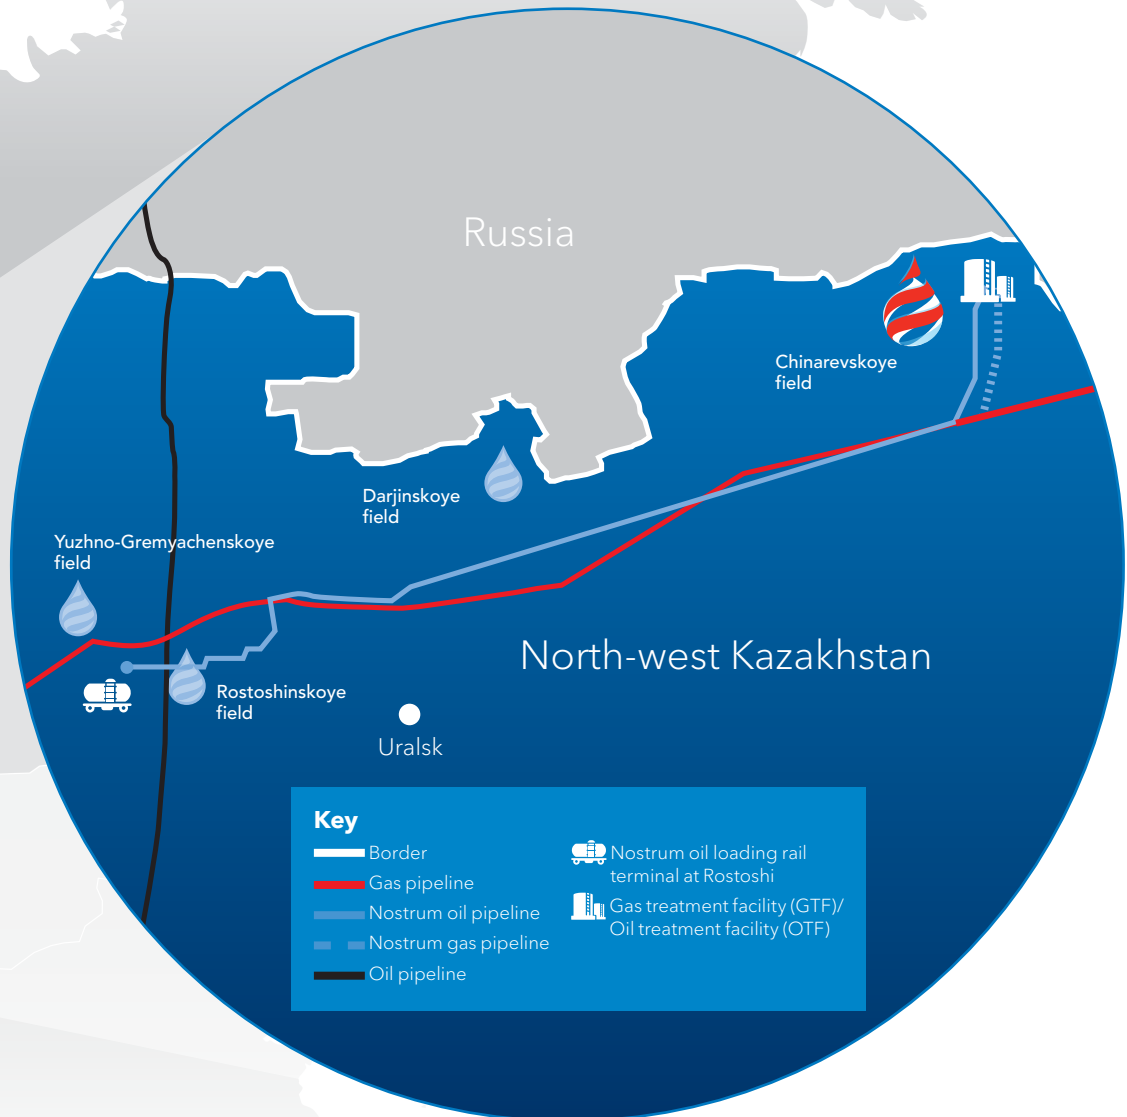 Russia
Chinarevskoye
field
Darjinskoye
field
Yuzhno-Gremyachenskoye
field
North-west Kazakhstan
Rostoshinskoye
field
Uralsk
Key
Border
Gas pipeline
Nostrum oil pipeline
Nostrum gas pipeline
Oil pipeline
Nostrum oil loading rail
terminal at Rostoshi
Gas treatment facility (GTF)/
Oil treatment facility (OTF)